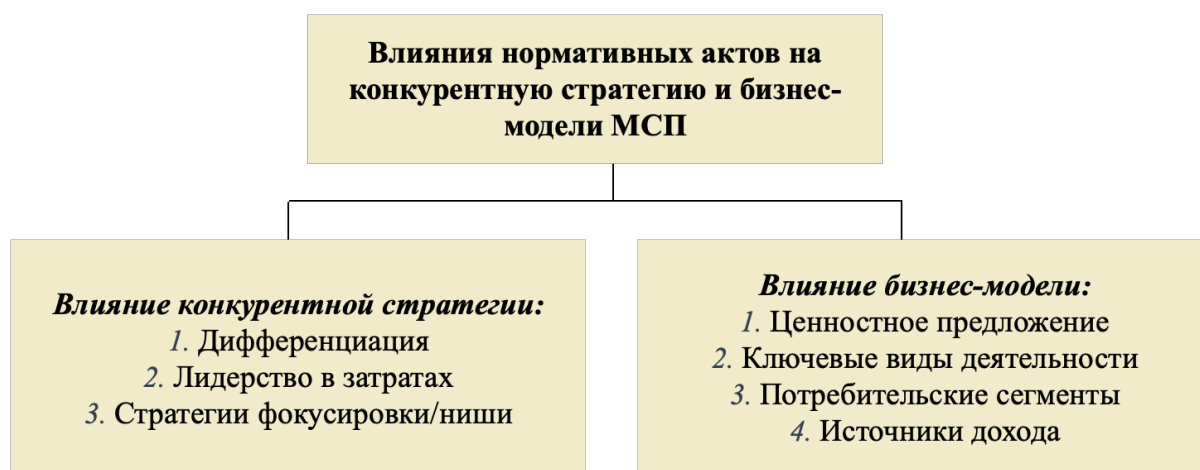 Влияния нормативных актов на
конкурентную стратегию и бизнес-
модели МСП
Влияние конкурентной стратегии:
1. Дифференциация
2. Лидерство в затратах
3. Стратегии фокусировки/ниши
Влияние бизнес-модели:
1. Ценностное предложение
2. Ключевые виды деятельности
3. Потребительские сегменты
4. Источники дохода